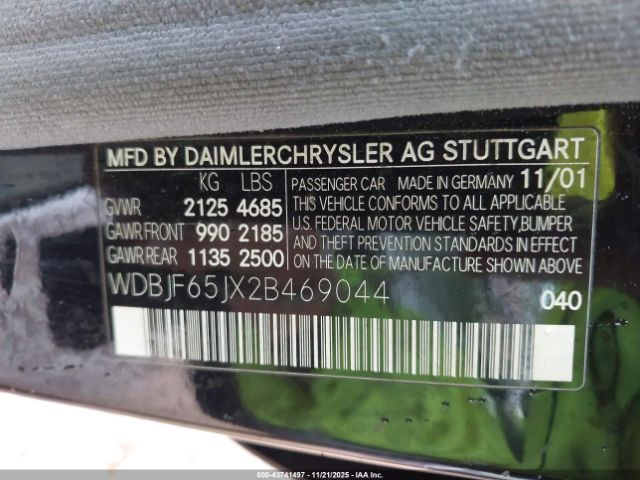 MFD BY DAIMLERCHRYSLER AG STUTTGART
KG LBS
GVWR 2125 4685
GAWR FRONT 990 2185
GAWR REAR 1135 2500
PASSENGER CAR MADE IN GERMANY 11/01
THIS VEHICLE CONFORMS TO ALL APPLICABLE
U.S. FEDERAL MOTOR VEHICLE SAFETY,BUMPER
AND THEFT PREVENTION STANDARDS IN EFFECT
ON THE DATE OF MANUFACTURE SHOWN ABOVE.
WDBJF65JX2B469044
040
000-43741497 - 11/21/2025 - IAA Inc.